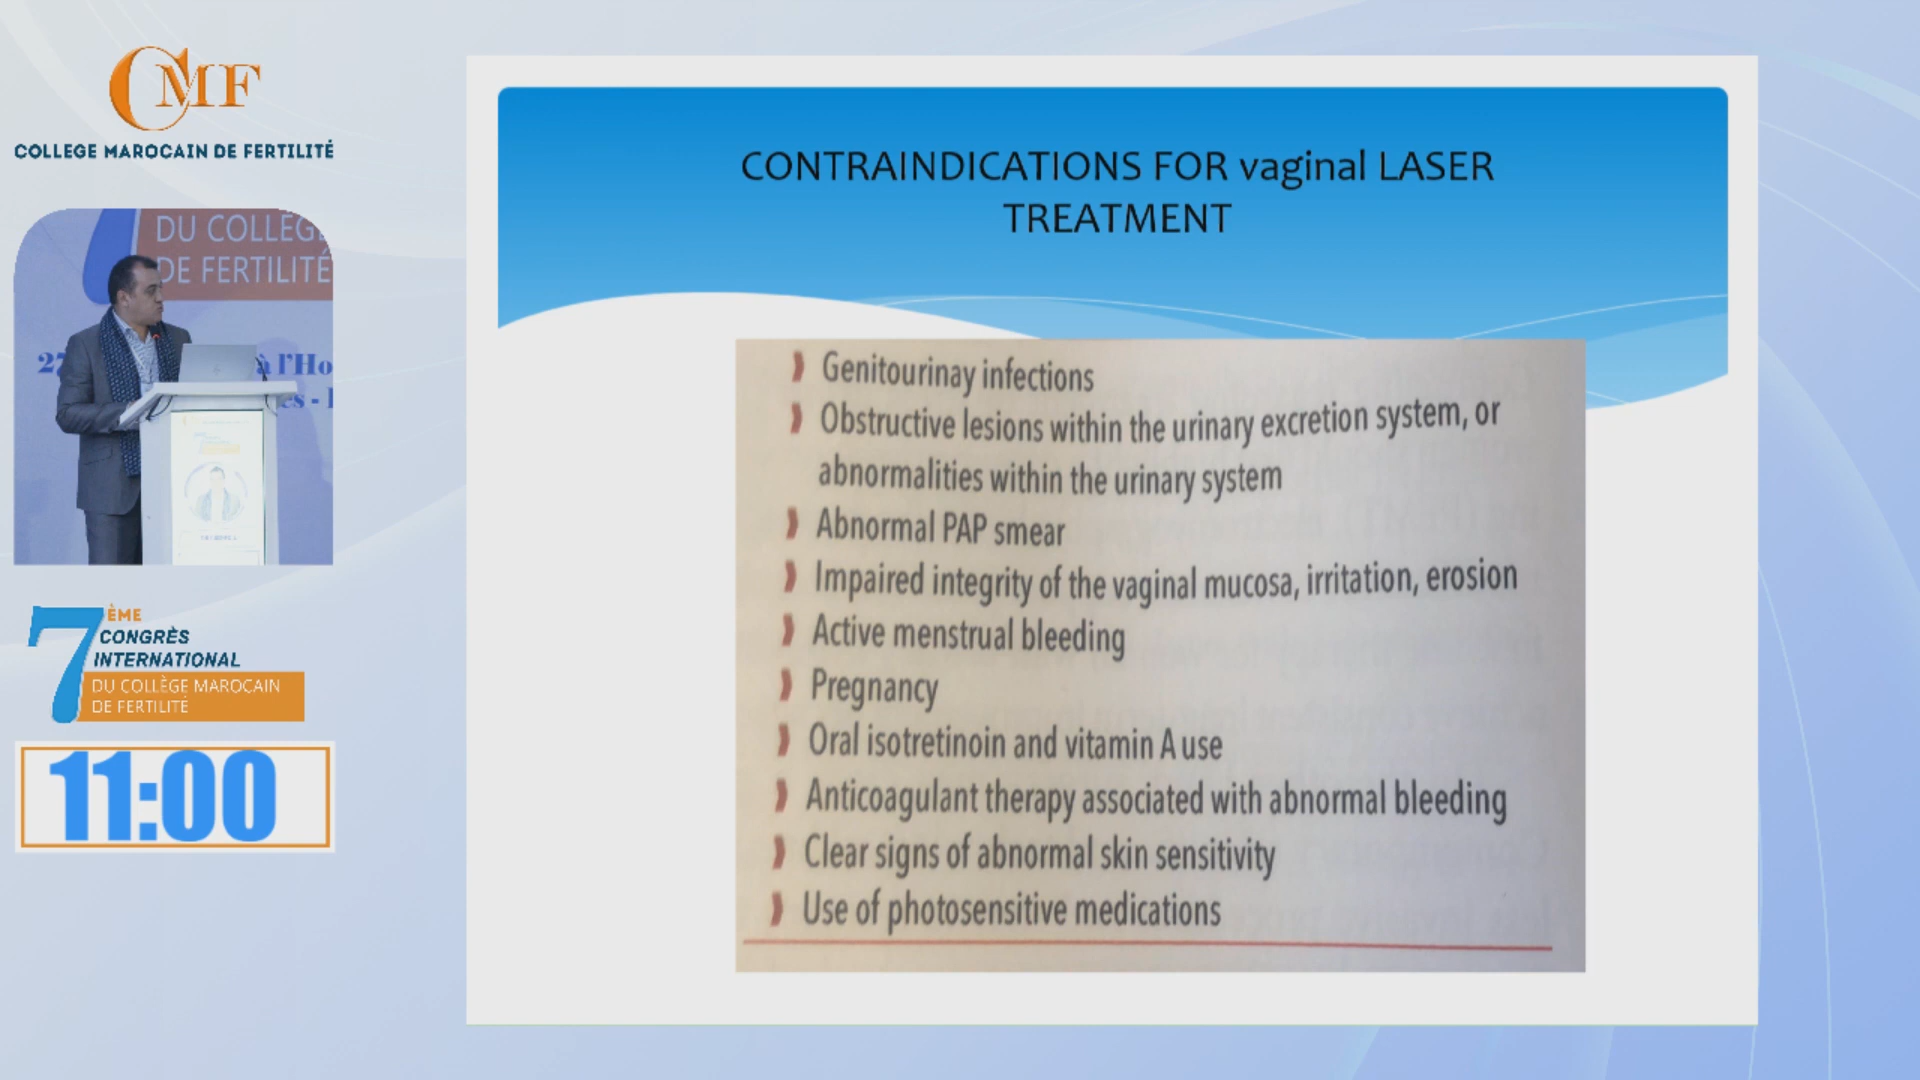 CMF
COLLEGE MAROCAIN DE FERTILITÉ
DU COLLEG
DE FERTILITÉ
27
à l'Ho
es -
7ÈME
CONGRÈS
INTERNATIONAL
DU COLLÈGE MAROCAIN
DE FERTILITÉ
11:00
CONTRAINDICATIONS FOR vaginal LASER
TREATMENT
Genitourinay infections
Obstructive lesions within the urinary excretion system, or
abnormalities within the urinary system
Abnormal PAP smear
Impaired integrity of the vaginal mucosa, irritation, erosion
Active menstrual bleeding
Pregnancy
Oral isotretinoin and vitamin A use
Anticoagulant therapy associated with abnormal bleeding
Clear signs of abnormal skin sensitivity
Use of photosensitive medications